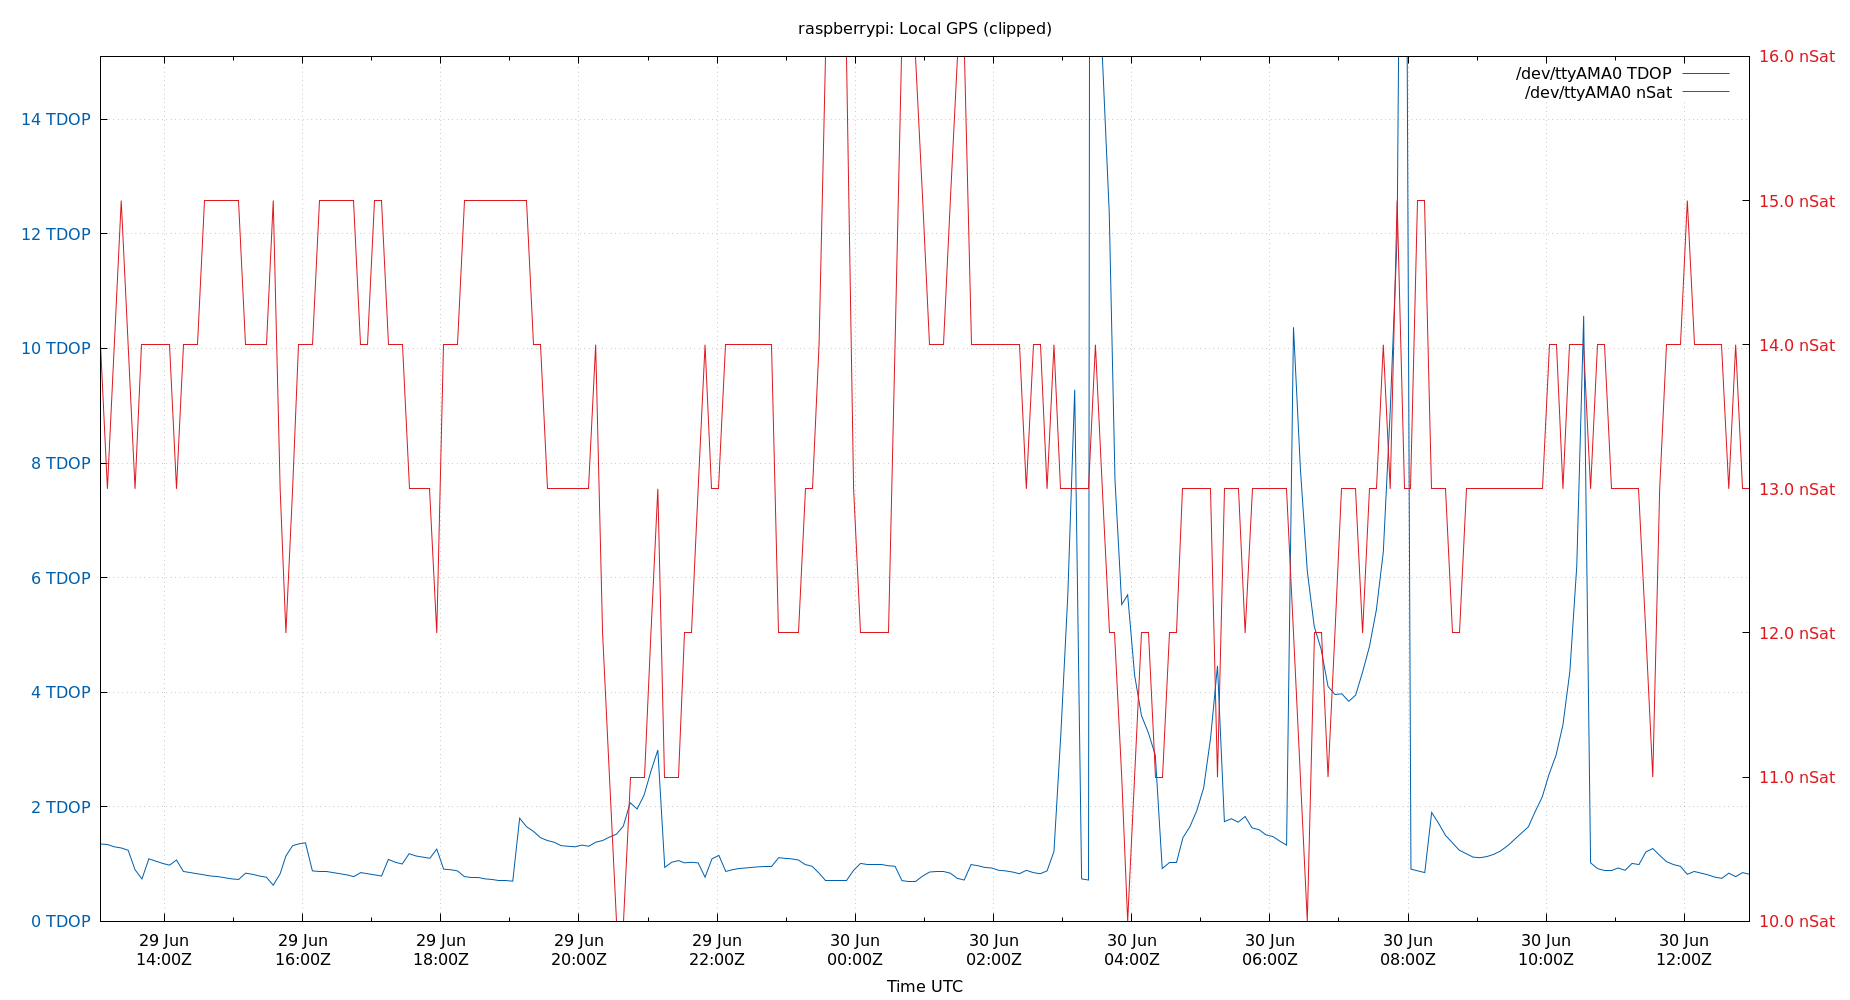 raspberrypi: Local GPS (clipped)
/dev/ttyAMA0 TDOP
/dev/ttyAMA0 nSat
14 TDOP
12 TDOP
10 TDOP
8 TDOP
6 TDOP
4 TDOP
2 TDOP
0 TDOP
16.0 nSat
15.0 nSat
14.0 nSat
13.0 nSat
12.0 nSat
11.0 nSat
10.0 nSat
29 Jun 29 Jun 29 Jun 29 Jun 29 Jun 30 Jun 30 Jun 30 Jun 30 Jun 30 Jun 30 Jun 30 Jun
14:00Z 16:00Z 18:00Z 20:00Z 22:00Z 00:00Z 02:00Z 04:00Z 06:00Z 08:00Z 10:00Z 12:00Z
Time UTC